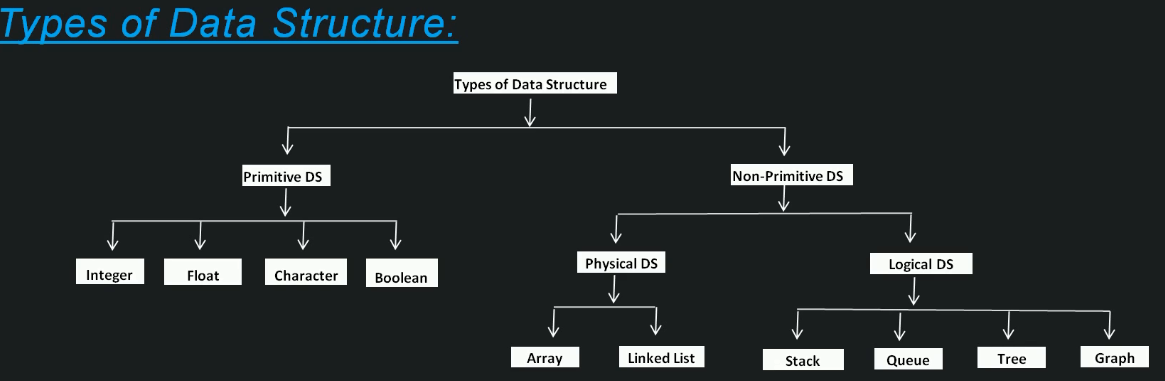 Types of Data Structure:
Types of Data Structure
Primitive DS
Non-Primitive DS
Integer
Float
Character
Boolean
Physical DS
Logical DS
Array
Linked List
Stack
Queue
Tree
Graph